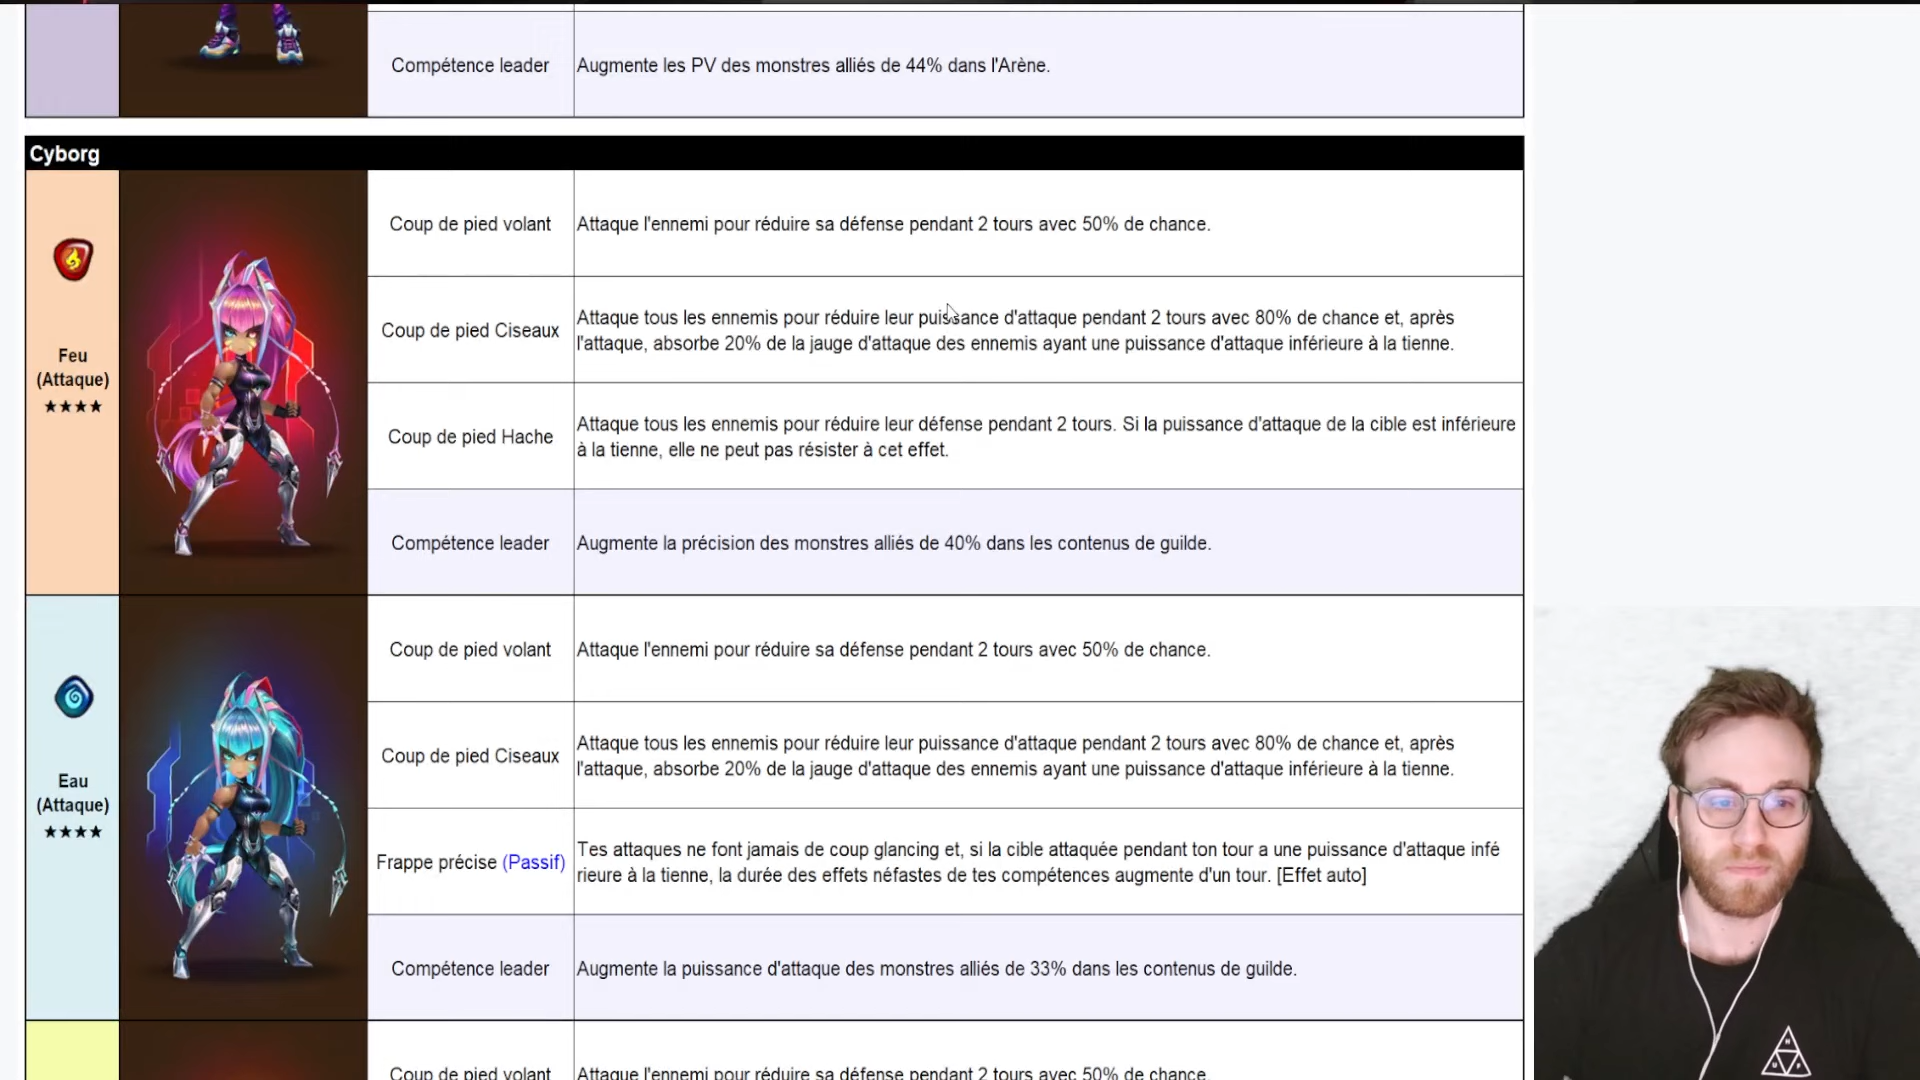 Compétence leader
Augmente les PV des monstres alliés de 44% dans l'Arène.
Cyborg
Feu
(Attaque)
★★★★
Coup de pied volant
Attaque l'ennemi pour réduire sa défense pendant 2 tours avec 50% de chance.
Coup de pied Ciseaux
Attaque tous les ennemis pour réduire leur puissance d'attaque pendant 2 tours avec 80% de chance et, après
l'attaque, absorbe 20% de la jauge d'attaque des ennemis ayant une puissance d'attaque inférieure à la tienne.
Coup de pied Hache
Attaque tous les ennemis pour réduire leur défense pendant 2 tours. Si la puissance d'attaque de la cible est inférieure
à la tienne, elle ne peut pas résister à cet effet.
Compétence leader
Augmente la précision des monstres alliés de 40% dans les contenus de guilde.
Eau
(Attaque)
★★★★
Coup de pied volant
Attaque l'ennemi pour réduire sa défense pendant 2 tours avec 50% de chance.
Coup de pied Ciseaux
Attaque tous les ennemis pour réduire leur puissance d'attaque pendant 2 tours avec 80% de chance et, après
l'attaque, absorbe 20% de la jauge d'attaque des ennemis ayant une puissance d'attaque inférieure à la tienne.
Frappe précise (Passif)
Tes attaques ne font jamais de coup glancing et, si la cible attaquée pendant ton tour a une puissance d'attaque infé
rieure à la tienne, la durée des effets néfastes de tes compétences augmente d'un tour. [Effet auto]
Compétence leader
Augmente la puissance d'attaque des monstres alliés de 33% dans les contenus de guilde.
Coup de pied volant
Attaque l'ennemi pour réduire sa défense pendant 2 tours avec 50% de chance.
H
U
F